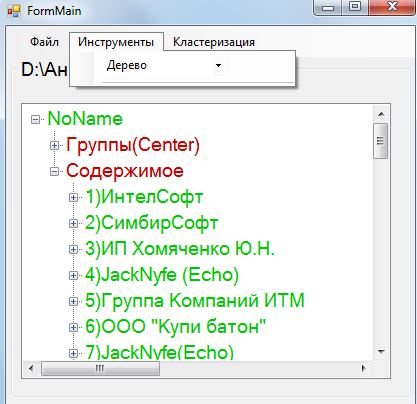 FormMain
Файл Инструменты Кластеризация
Дерево
D:\Ан
NoName
Группы(Center)
Содержимое
1)ИнтелСофт
2)СимбирСофт
3)ИП Хомяченко Ю.Н.
4)JackNyfe (Echo)
5)Группа Компаний ИТМ
6)ООО "Купи батон"
7)JackNyfe(Echo)